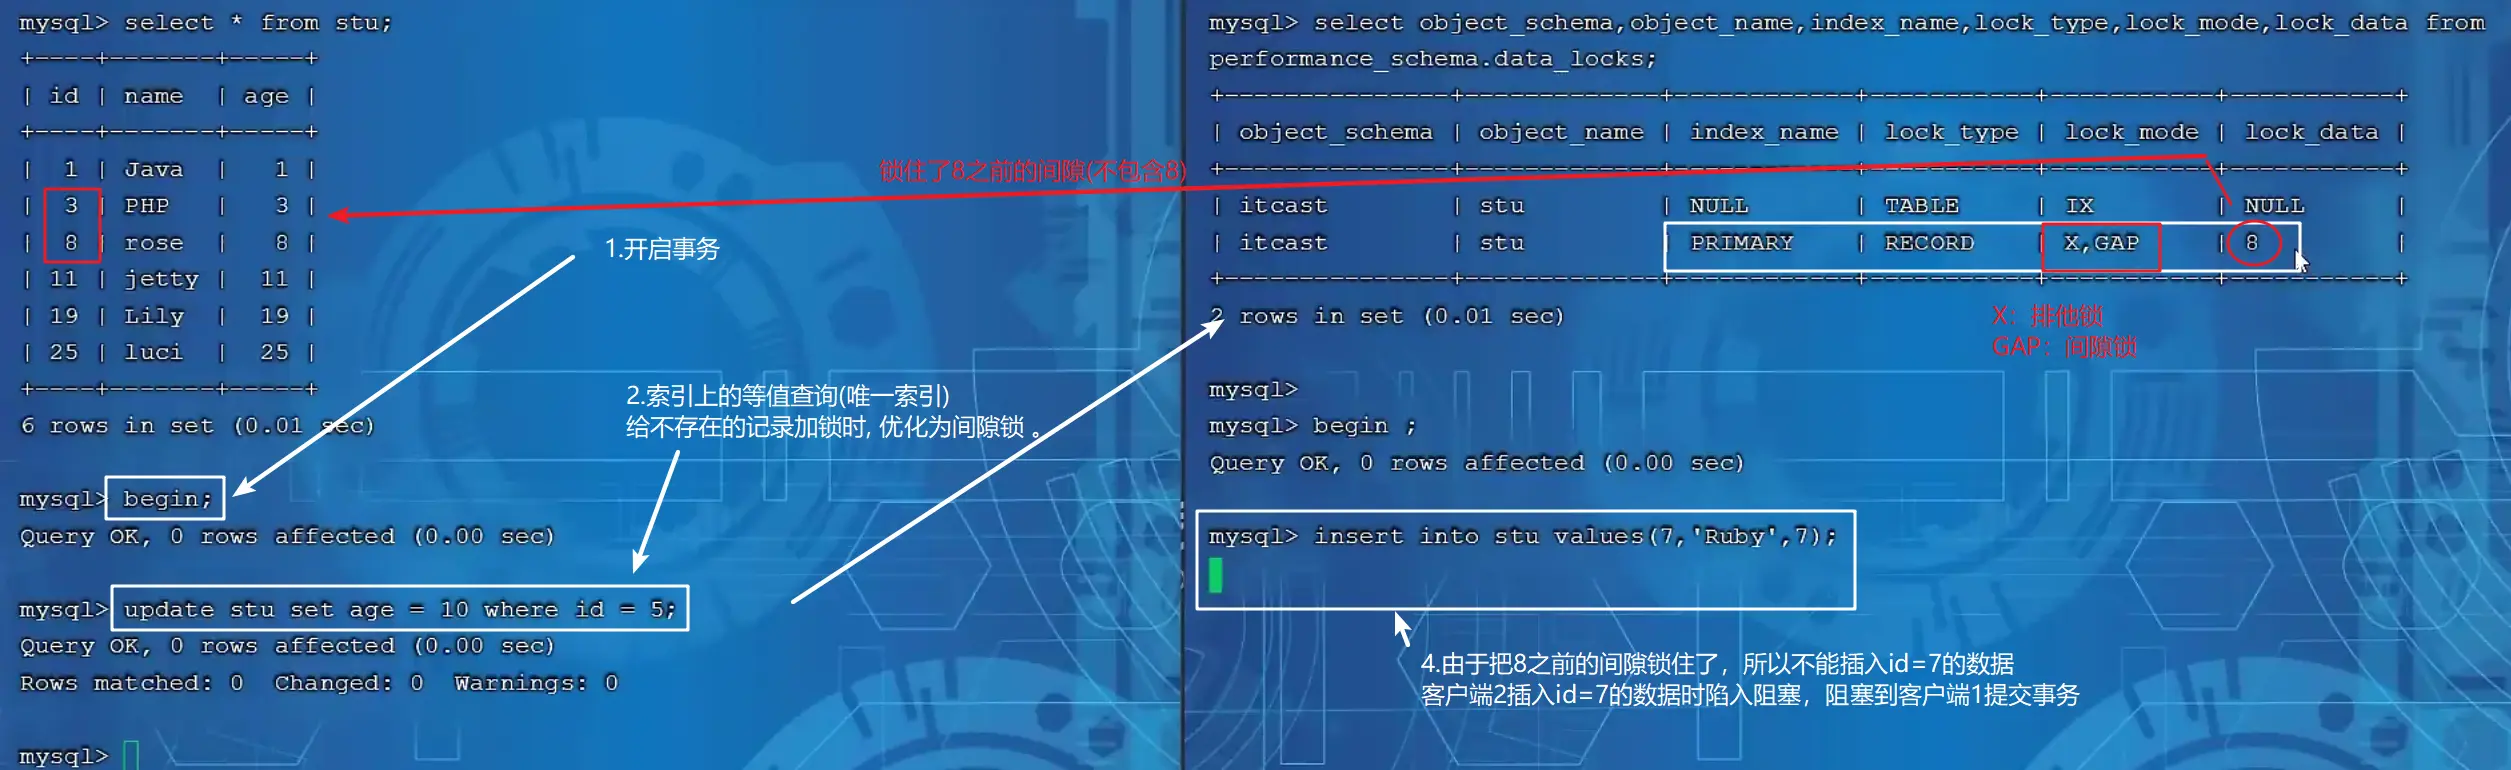 mysql> select * from stu;
+----+-------+-----+
| id | name  | age |
+----+-------+-----+
|  1 | Java  |   1 |
|  3 | PHP   |   3 |
|  8 | rose  |   8 |
| 11 | jetty |  11 |
| 19 | Lily  |  19 |
| 25 | luci  |  25 |
+----+-------+-----+
6 rows in set (0.01 sec)
mysql> begin;
Query OK, 0 rows affected (0.00 sec)
mysql> update stu set age = 10 where id = 5;
Query OK, 0 rows affected (0.00 sec)
Rows matched: 0  Changed: 0  Warnings: 0
mysql>
1.开启事务
2.索引上的等值查询(唯一索引)
给不存在的记录加锁时, 优化为间隙锁 。
锁住了8之前的间隙(不包含8)
mysql> select object_schema,object_name,index_name,lock_type,lock_mode,lock_data from
performance_schema.data_locks;
+---------------+-------------+------------+-----------+-----------+-----------+
| object_schema | object_name | index_name | lock_type | lock_mode | lock_data |
+---------------+-------------+------------+-----------+-----------+-----------+
| itcast        | stu         | NULL       | TABLE     | IX        | NULL      |
| itcast        | stu         | PRIMARY    | RECORD    | X,GAP     | 8         |
+---------------+-------------+------------+-----------+-----------+-----------+
2 rows in set (0.01 sec)
X：排他锁
GAP：间隙锁
mysql>
mysql> begin ;
Query OK, 0 rows affected (0.00 sec)
mysql> insert into stu values(7,'Ruby',7);
4.由于把8之前的间隙锁住了，所以不能插入id=7的数据
客户端2插入id=7的数据时陷入阻塞，阻塞到客户端1提交事务